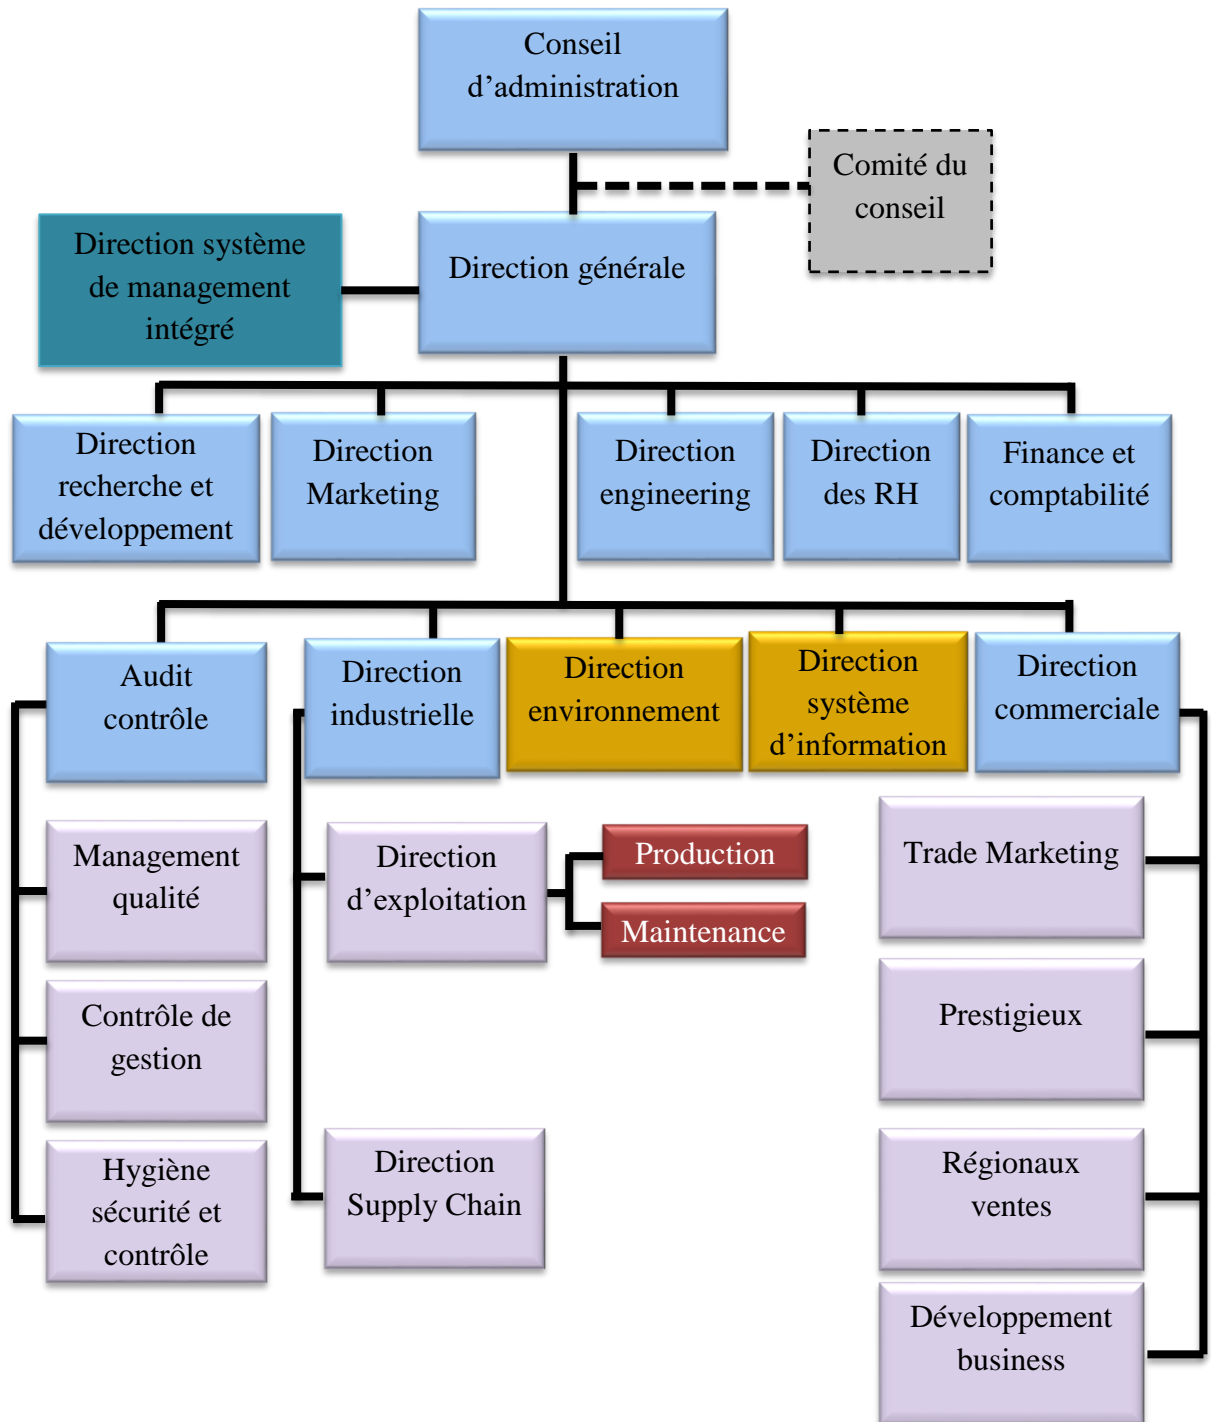 Conseil
d’administration
Comité du
conseil
Direction système
de management
intégré
Direction générale
Direction
recherche et
développement
Direction
Marketing
Direction
engineering
Direction
des RH
Finance et
comptabilité
Audit
contrôle
Direction
industrielle
Direction
environnement
Direction
système
d’information
Direction
commerciale
Management
qualité
Direction
d’exploitation
Production
Maintenance
Trade Marketing
Contrôle de
gestion
Prestigieux
Hygiène
sécurité et
contrôle
Direction
Supply Chain
Régionaux
ventes
Développement
business